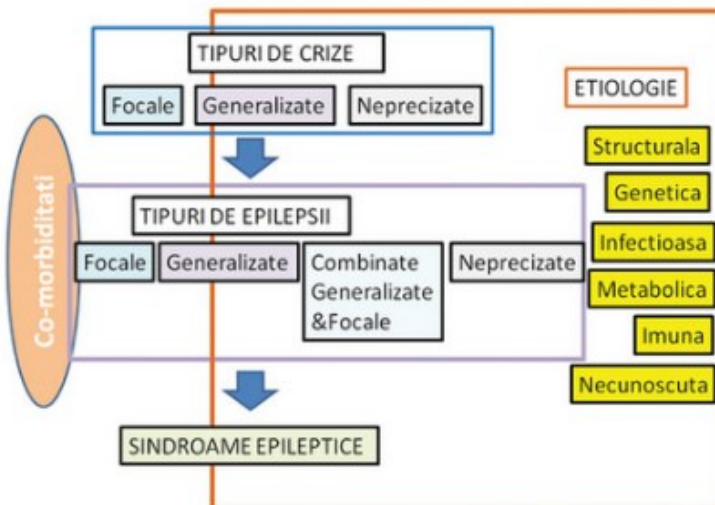 TIPURI DE CRIZE
Focale
Generalizate
Neprecizate
ETIOLOGIE
Structurala
Genetica
Infectioasa
Metabolica
Imuna
Necunoscuta
Co-morbiditati
TIPURI DE EPILEPSII
Focale
Generalizate
Combinate
Generalizate
&Focale
Neprecizate
SINDROAME EPILEPTICE